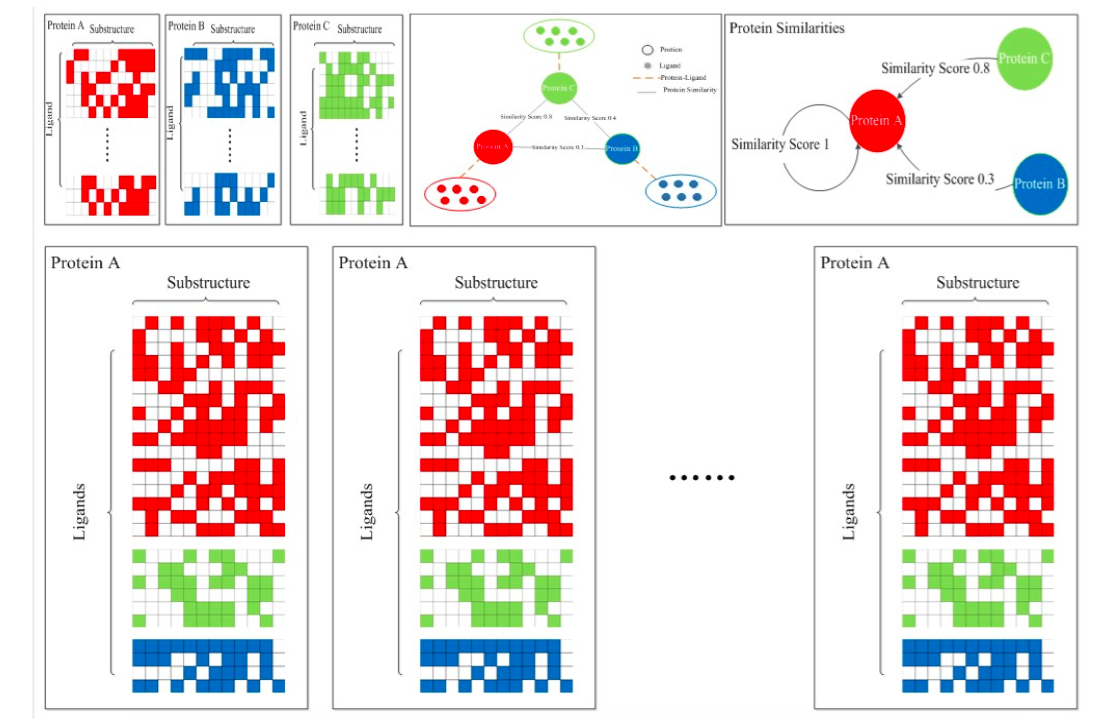 Protein A
Substructure
Ligand
Protein B
Substructure
Ligand
Protein C
Substructure
Ligand
Protein C
Similarity Score 0.8
Similarity Score 0.4
Protein A
Similarity Score 0.3
Protein B
Protien
Ligand
Protein-Ligand
Protein Similarity
Protein Similarities
Protein C
Similarity Score 0.8
Protein A
Similarity Score 1
Similarity Score 0.3
Protein B
Protein A
Substructure
Ligands
Protein A
Substructure
Ligands
......
Protein A
Substructure
Ligands